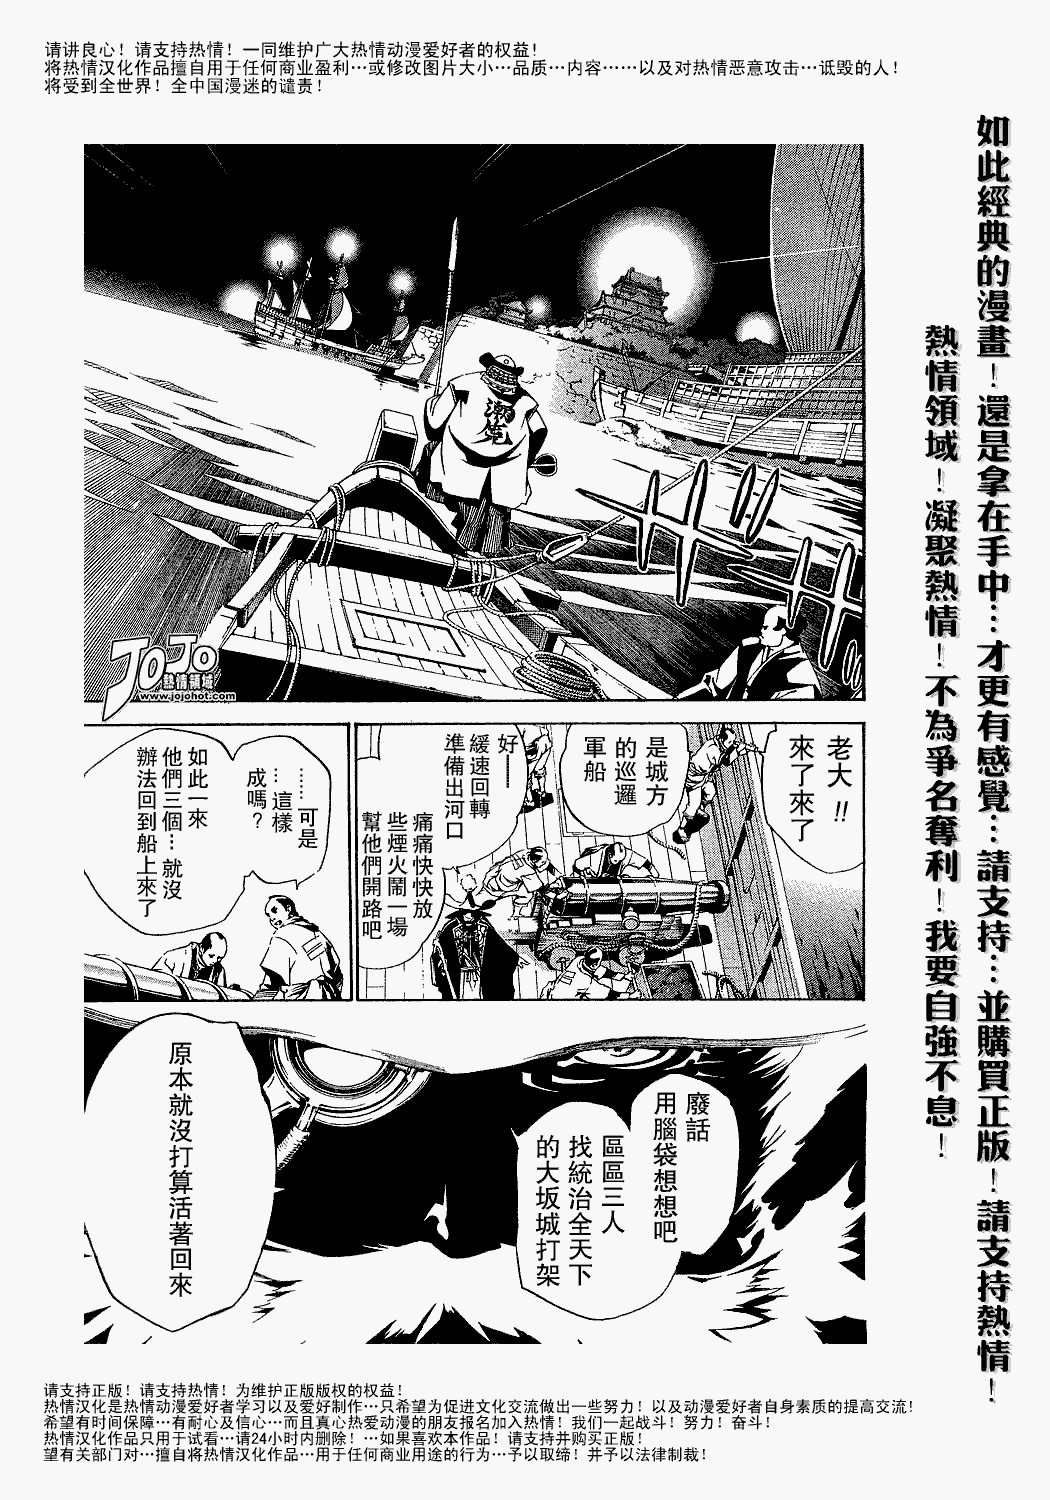 请讲良心！请支持热情！一同维护广大热情动漫爱好者的权益！
将热情汉化作品擅自用于任何商业盈利…或修改图片大小…品质…内容……以及对热情恶意攻击…诋毁的人！
将受到全世界！全中国漫迷的谴责！
如此經典的漫畫！還是拿在手中…才更有感覺…請支持…並購買正版！請支持熱情！
熱情領域！凝聚熱情！不為爭名奪利！我要自強不息！
JOJO
熱情領域
www.jojohot.com
老大!!
來了來了
是城方
的巡邏
軍船
好——
緩速回轉
準備出河口
痛痛快快放
些煙火鬧一場
幫他們開路吧
……可是
…這樣
成嗎？
如此一來
他們三個…就沒
辦法回到船上來了
廢話
用腦袋想想吧
區區三人
找統治全天下
的大坂城打架
原本就沒打算活著回來
请支持正版！请支持热情！为维护正版版权的权益！
热情汉化是热情动漫爱好者学习以及爱好制作…只希望为促进文化交流做出一些努力！以及动漫爱好者自身素质的提高交流！
希望有时间保障…有耐心及信心…而且真心热爱动漫的朋友报名加入热情！我们一起战斗！努力！奋斗！
热情汉化作品只用于试看…请24小时内删除！…如果喜欢本作品！请支持并购买正版！
望有关部门对…擅自将热情汉化作品…用于任何商业用途的行为…予以取缔！并予以法律制裁！